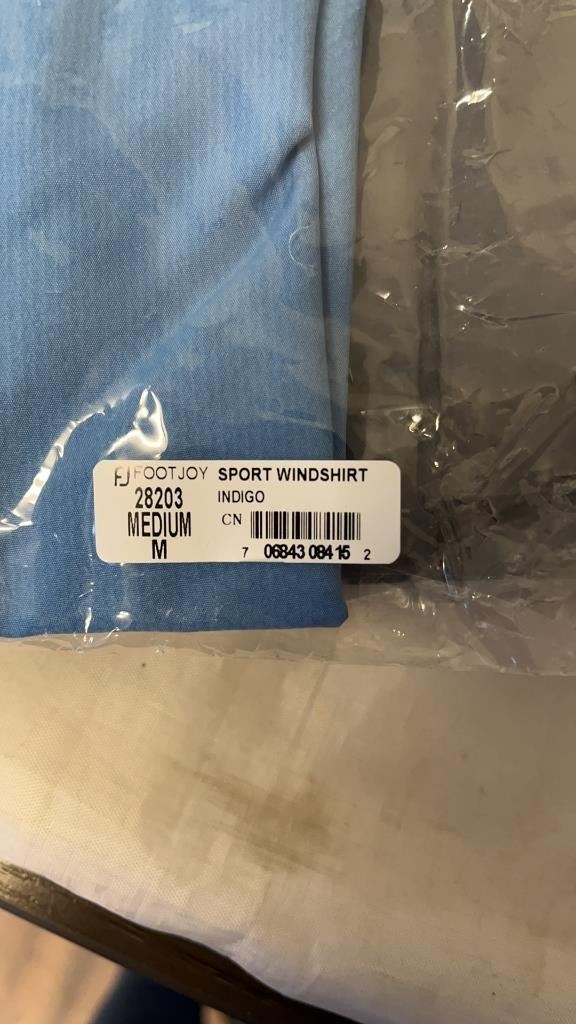 FJ FOOTJOY SPORT WINDSHIRT
28203 INDIGO
MEDIUM CN
M 7 06843 08415 2